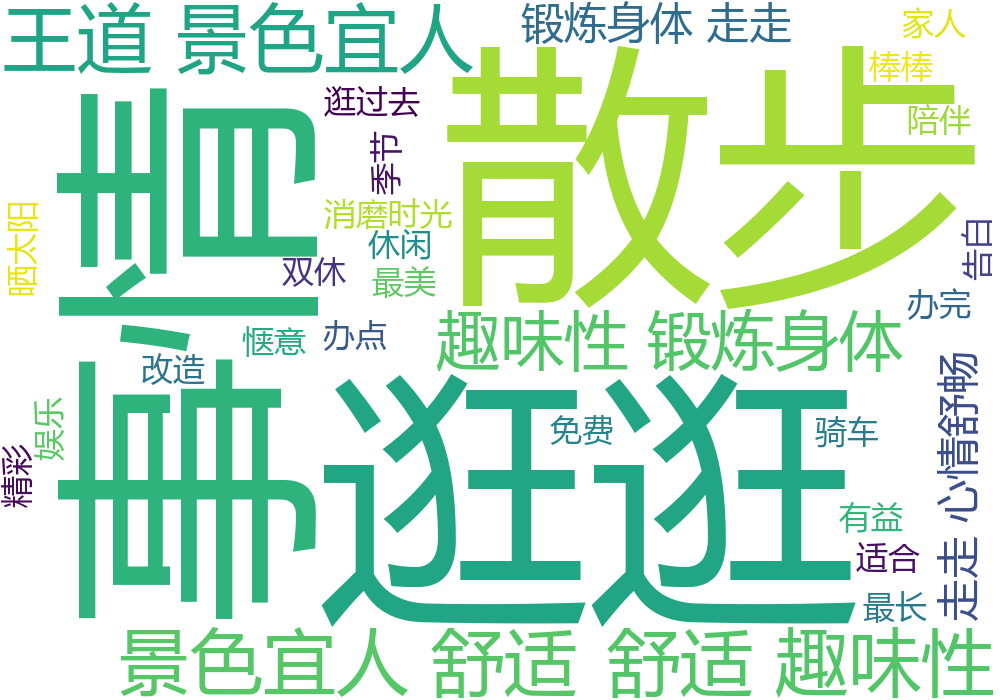 王道 景色宜人
锻炼身体 走走
家人
棒棒
逛过去
陪伴
散步
季节
事情
消磨时光
晒太阳
休闲
告白
双休
最美
办完
惬意
办点
趣味性 锻炼身体
改造
心情舒畅
逛逛
娱乐
免费
骑车
精彩
有益
适合
走走
最长
景色宜人 舒适
舒适 趣味性